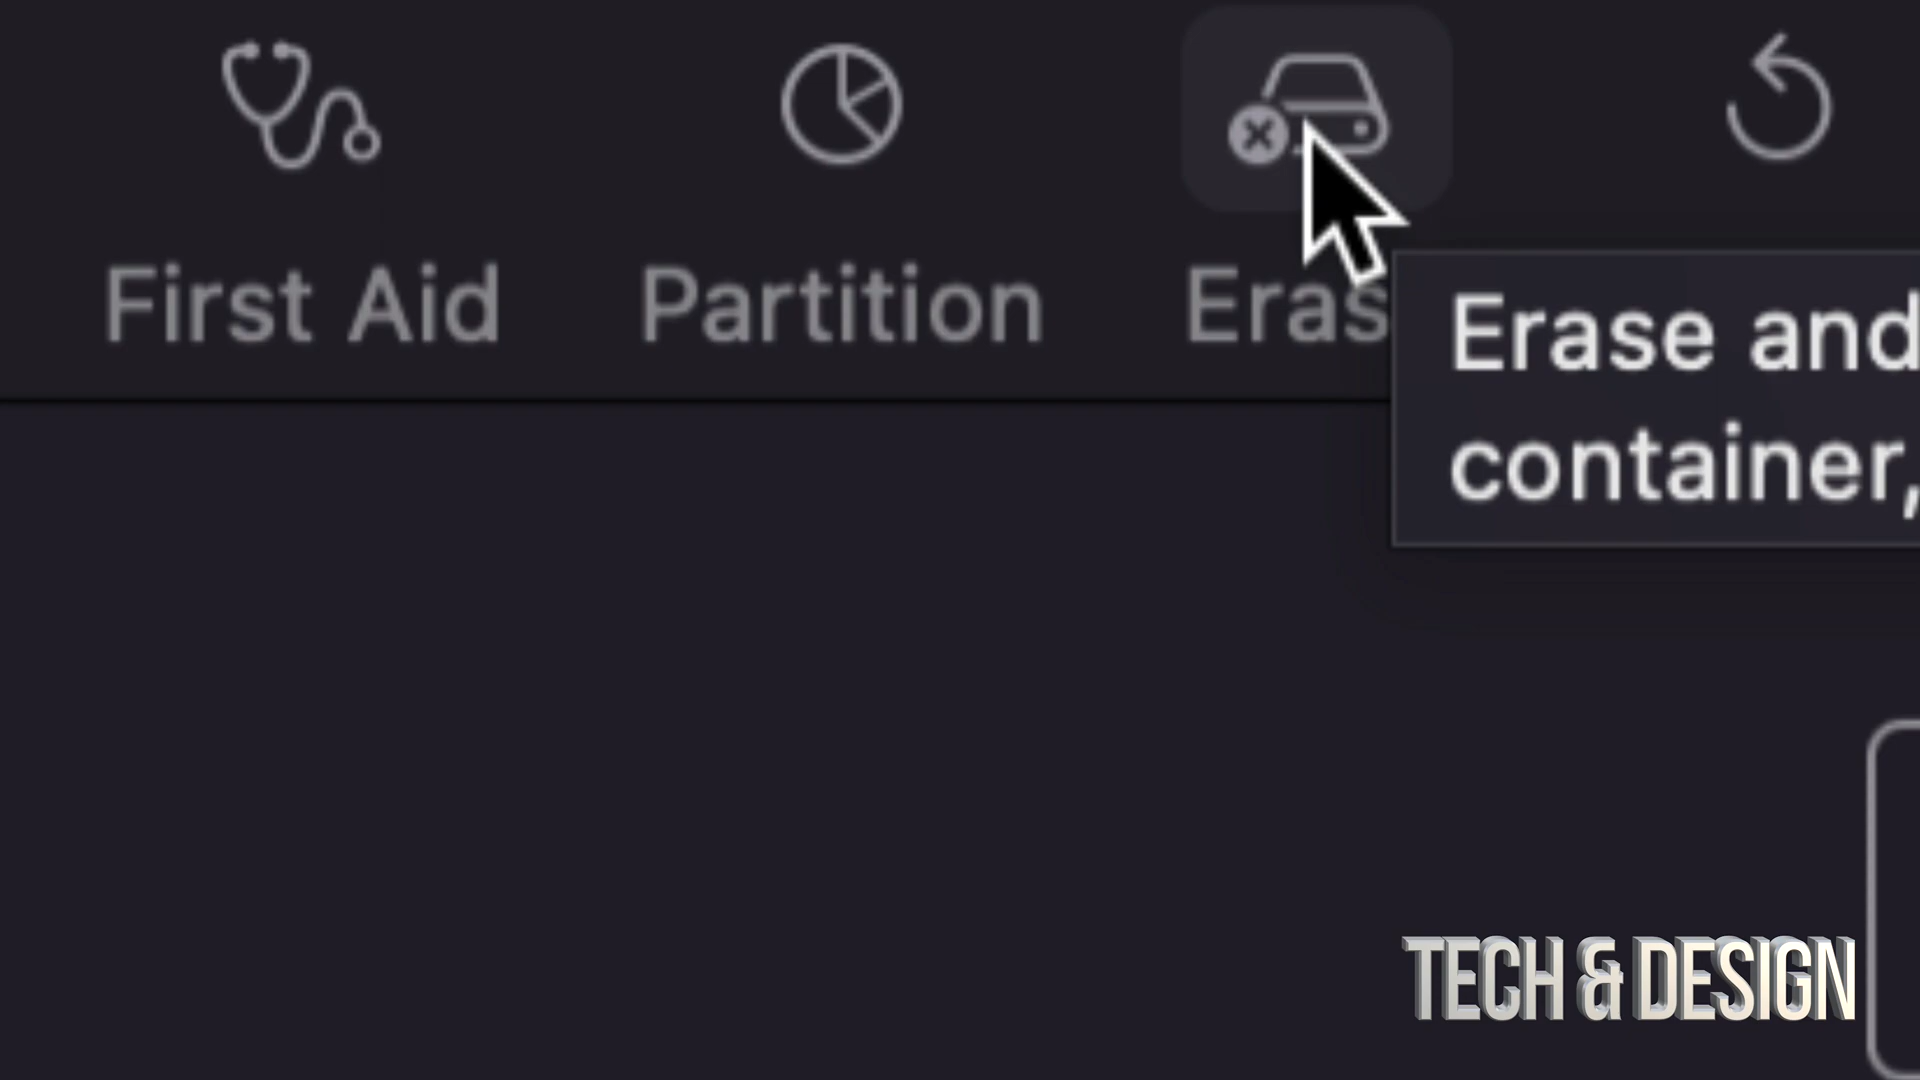 First Aid
Partition
Eras
Erase and
container,
TECH & DESIGN